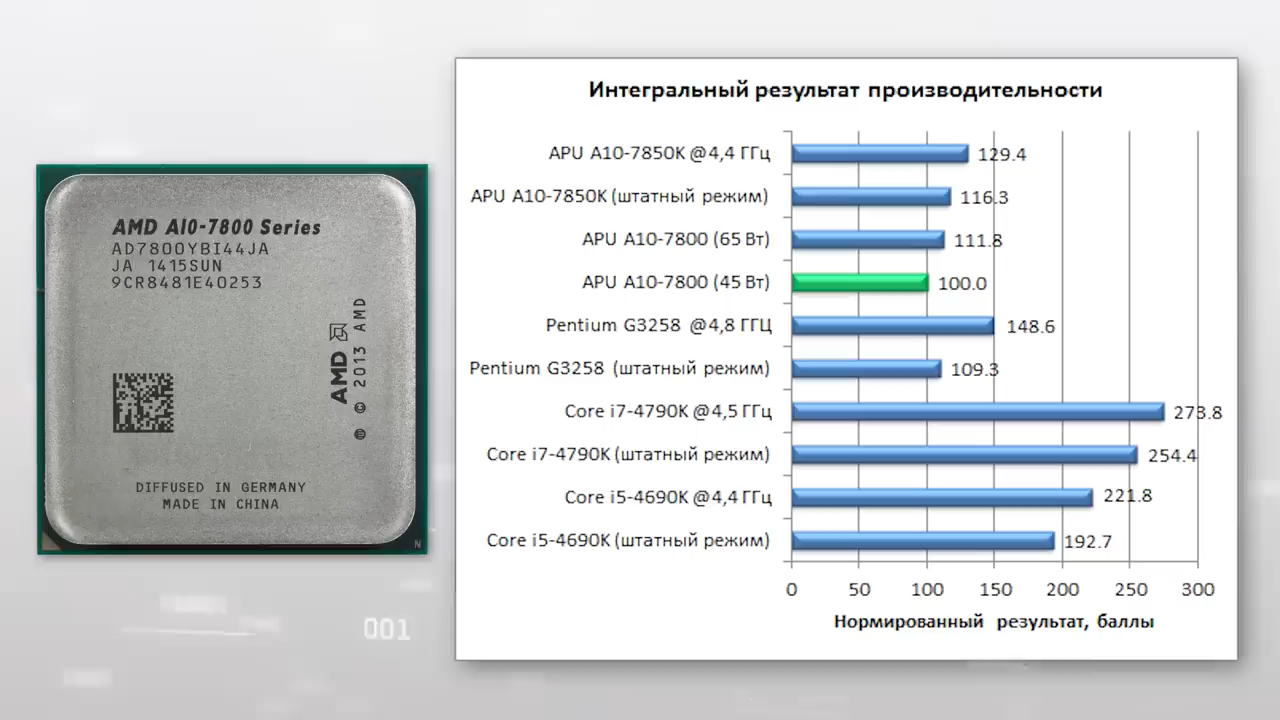 AMD A10-7800 Series
AD7800YBI44JA
JA 1415SUN
9CR8481E40253
AMD
© © 2013 AMD
DIFFUSED IN GERMANY
MADE IN CHINA
N
001
Интегральный результат производительности
APU A10-7850K @4,4 ГГц 129.4
APU A10-7850K (штатный режим) 116.3
APU A10-7800 (65 Вт) 111.8
APU A10-7800 (45 Вт) 100.0
Pentium G3258 @4,8 ГГЦ 148.6
Pentium G3258 (штатный режим) 109.3
Core i7-4790K @4,5 ГГц 273.8
Core i7-4790K (штатный режим) 254.4
Core i5-4690K @4,4 ГГц 221.8
Core i5-4690K (штатный режим) 192.7
0 50 100 150 200 250 300
Нормированный результат, баллы